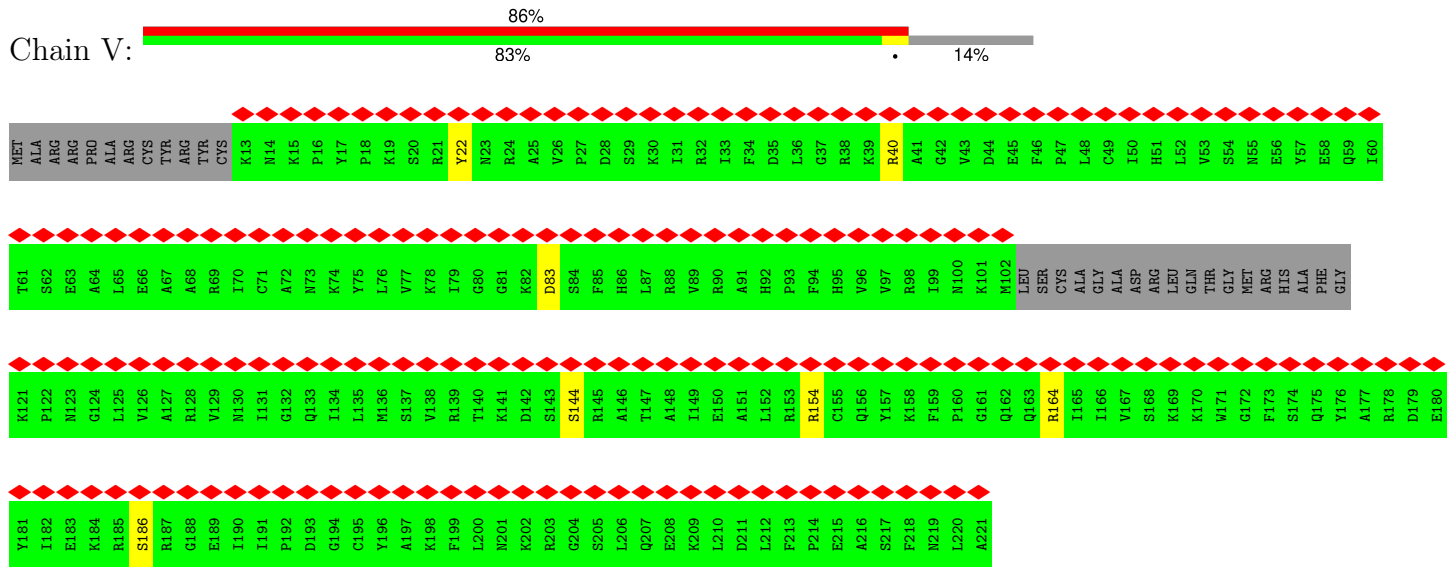 86%
Chain V:
83% • 14%
MET ALA ARG ARG PRO ALA ARG CYS TYR ARG TYR CYS K13 N14 K15 P16 Y17 P18 K19 S20 R21 Y22 N23 R24 A25 V26 P27 D28 S29 K30 I31 R32 I33 F34 D35 L36 G37 R38 K39 R40 A41 G42 V43 D44 E45 F46 P47 L48 C49 I50 H51 L52 V53 S54 N55 E56 Y57 E58 Q59 I60
T61 S62 E63 A64 L65 E66 A67 A68 R69 I70 C71 A72 N73 K74 Y75 L76 V77 K78 I79 G80 G81 K82 D83 S84 F85 H86 L87 R88 V89 R90 A91 H92 P93 F94 H95 V96 V97 R98 I99 N100 K101 M102 LEU SER CYS ALA GLY ALA ASP ARG LEU GLN THR GLY MET ARG HIS ALA PHE GLY
K121 P122 N123 G124 L125 V126 A127 R128 V129 N130 I131 G132 Q133 I134 L135 M136 S137 V138 R139 T140 K141 D142 S143 S144 R145 A146 T147 A148 I149 E150 A151 L152 R153 R154 C155 Q156 Y157 K158 F159 P160 G161 Q162 Q163 R164 I165 I166 V167 S168 K169 K170 W171 G172 F173 S174 Q175 Y176 A177 R178 D179 E180
Y181 I182 E183 K184 R185 S186 R187 G188 E189 I190 I191 P192 D193 G194 C195 Y196 A197 K198 F199 L200 N201 K202 R203 G204 S205 L206 Q207 E208 K209 L210 D211 L212 F213 P214 E215 A216 S217 F218 N219 L220 A221